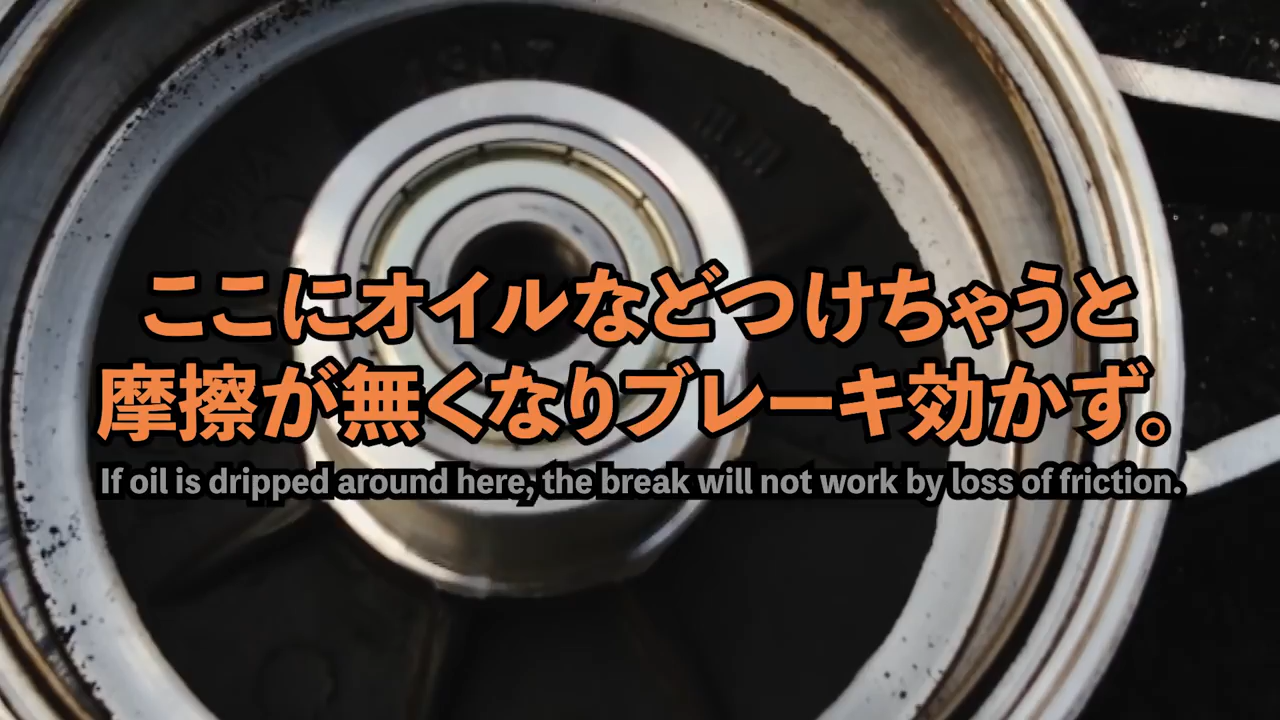 ここにオイルなどつけちゃうと
摩擦が無くなりブレーキ効かず。
If oil is dripped around here, the break will not work by loss of friction.